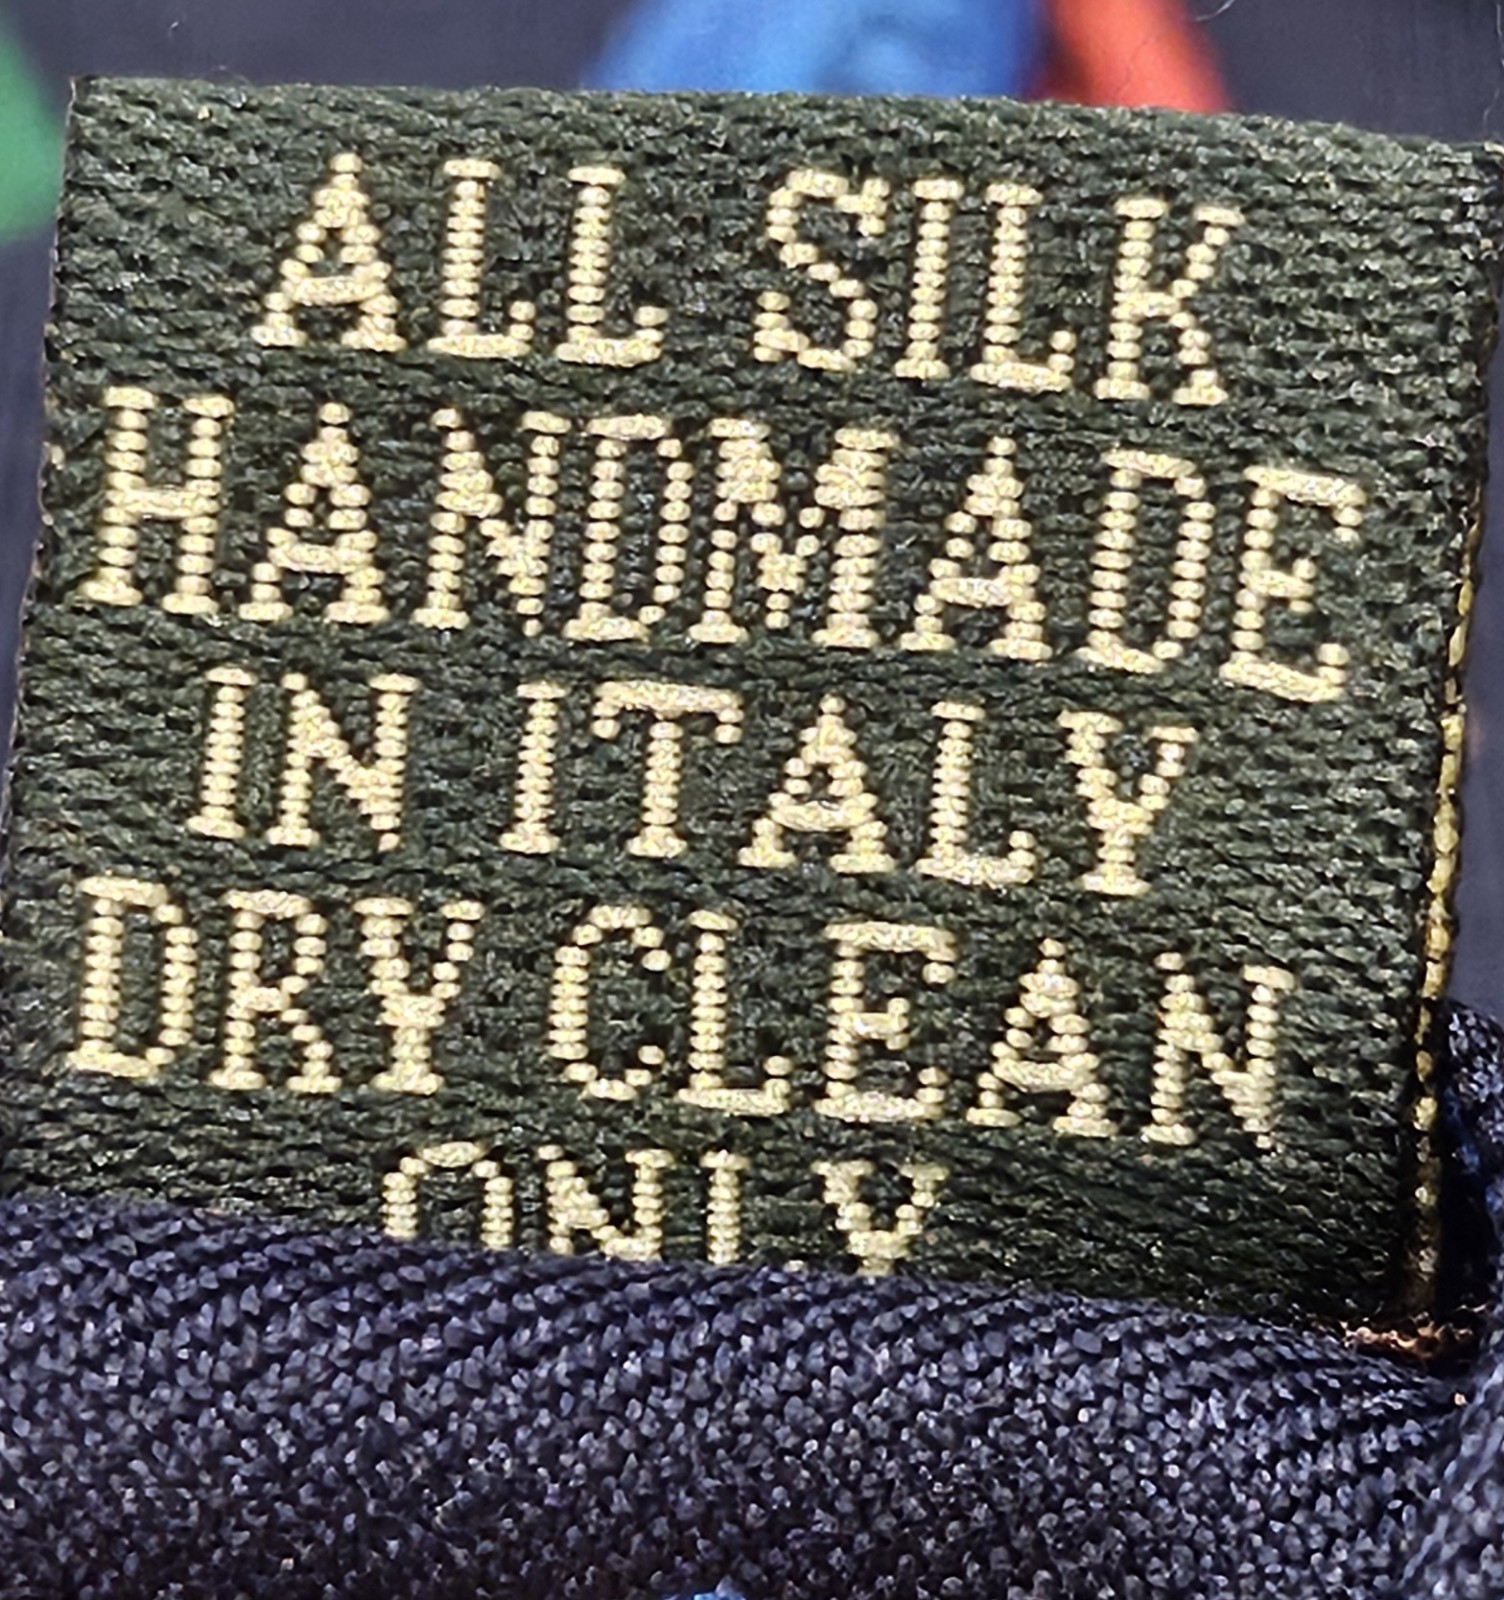 ALL SILK
HANDMADE
IN ITALY
DRY CLEAN
ONLY